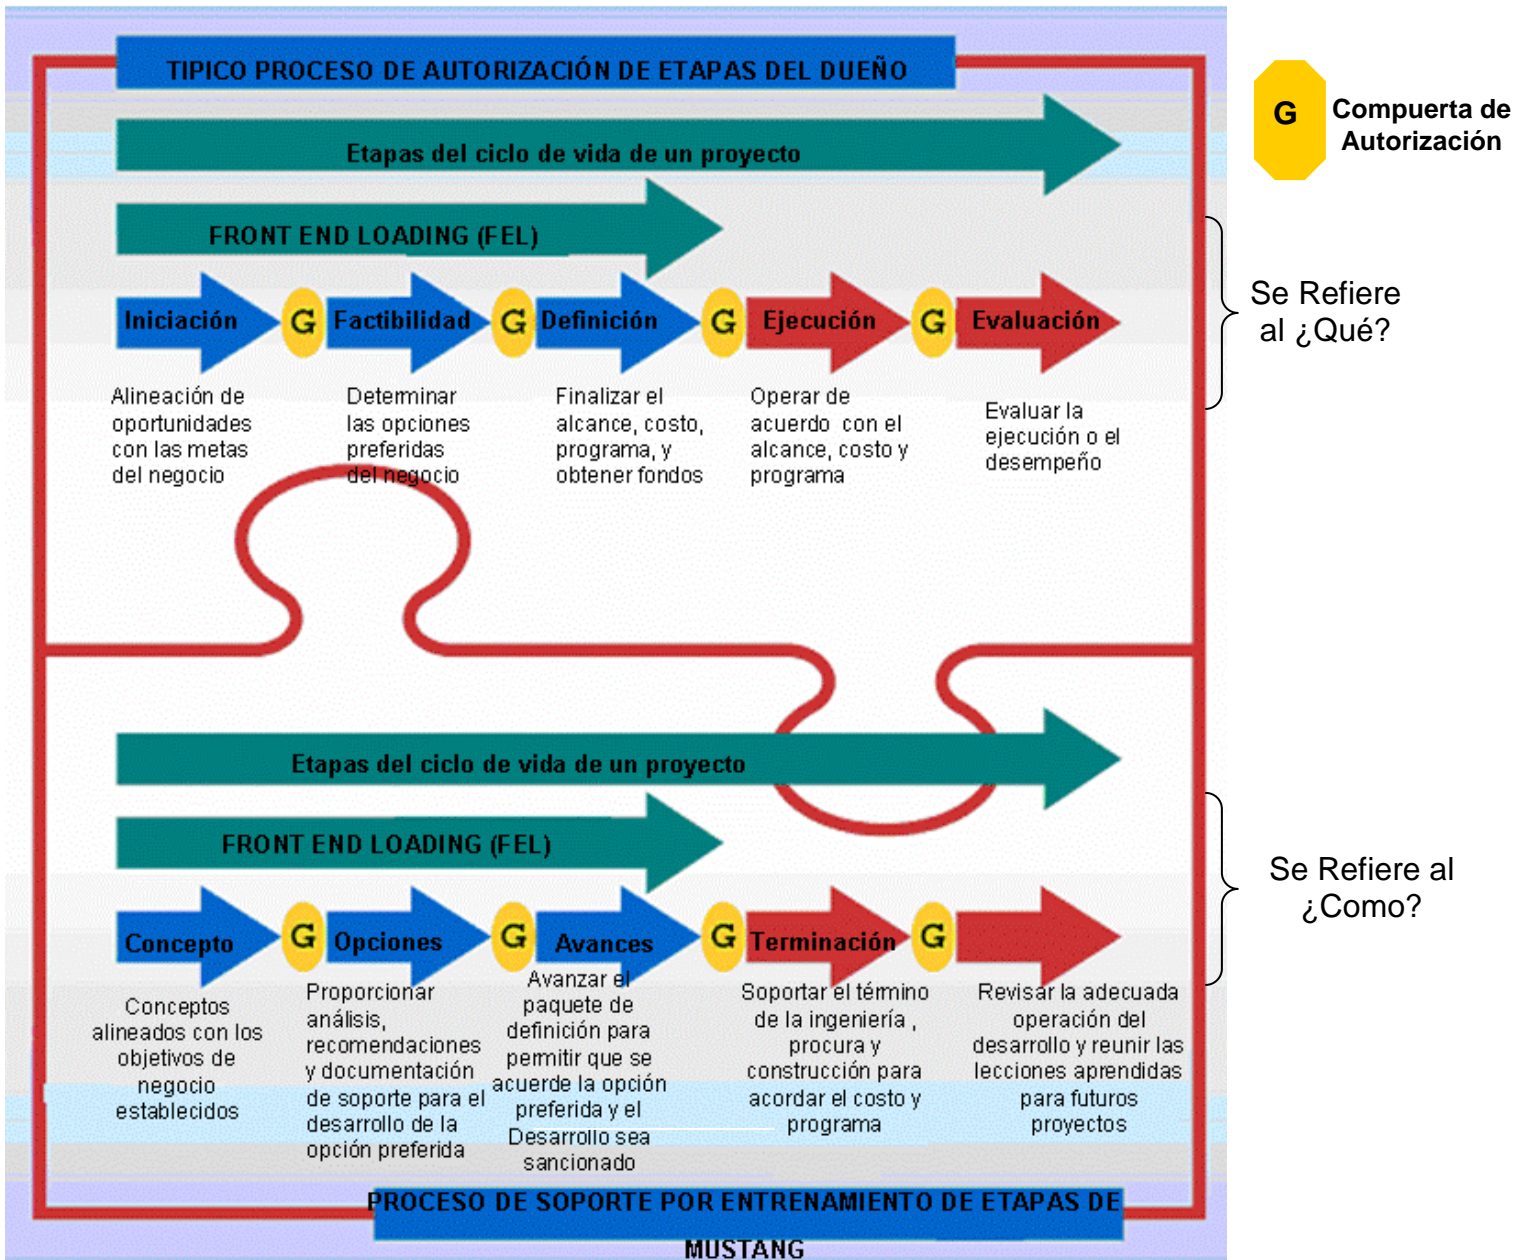 TIPICO PROCESO DE AUTORIZACIÓN DE ETAPAS DEL DUEÑO
G
Compuerta de
Autorización
Etapas del ciclo de vida de un proyecto
FRONT END LOADING (FEL)
Iniciación
G
Factibilidad
G
Definición
G
Ejecución
G
Evaluación
Se Refiere
al ¿Qué?
Alineación de
oportunidades
con las metas
del negocio
Determinar
las opciones
preferidas
del negocio
Finalizar el
alcance, costo,
programa, y
obtener fondos
Operar de
acuerdo con el
alcance, costo y
programa
Evaluar la
ejecución o el
desempeño
Etapas del ciclo de vida de un proyecto
FRONT END LOADING (FEL)
Concepto
G
Opciones
G
Avances
G
Terminación
G
Se Refiere al
¿Como?
Conceptos
alineados con los
objetivos de
negocio
establecidos
Proporcionar
análisis,
recomendaciones
y documentación
de soporte para el
desarrollo de la
opción preferida
Avanzar el
paquete de
definición para
permitir que se
acuerde la opción
preferida y el
Desarrollo sea
sancionado
Soportar el término
de la ingeniería ,
procura y
construcción para
acordar el costo y
programa
Revisar la adecuada
operación del
desarrollo y reunir las
lecciones aprendidas
para futuros
proyectos
PROCESO DE SOPORTE POR ENTRENAMIENTO DE ETAPAS DE
MUSTANG